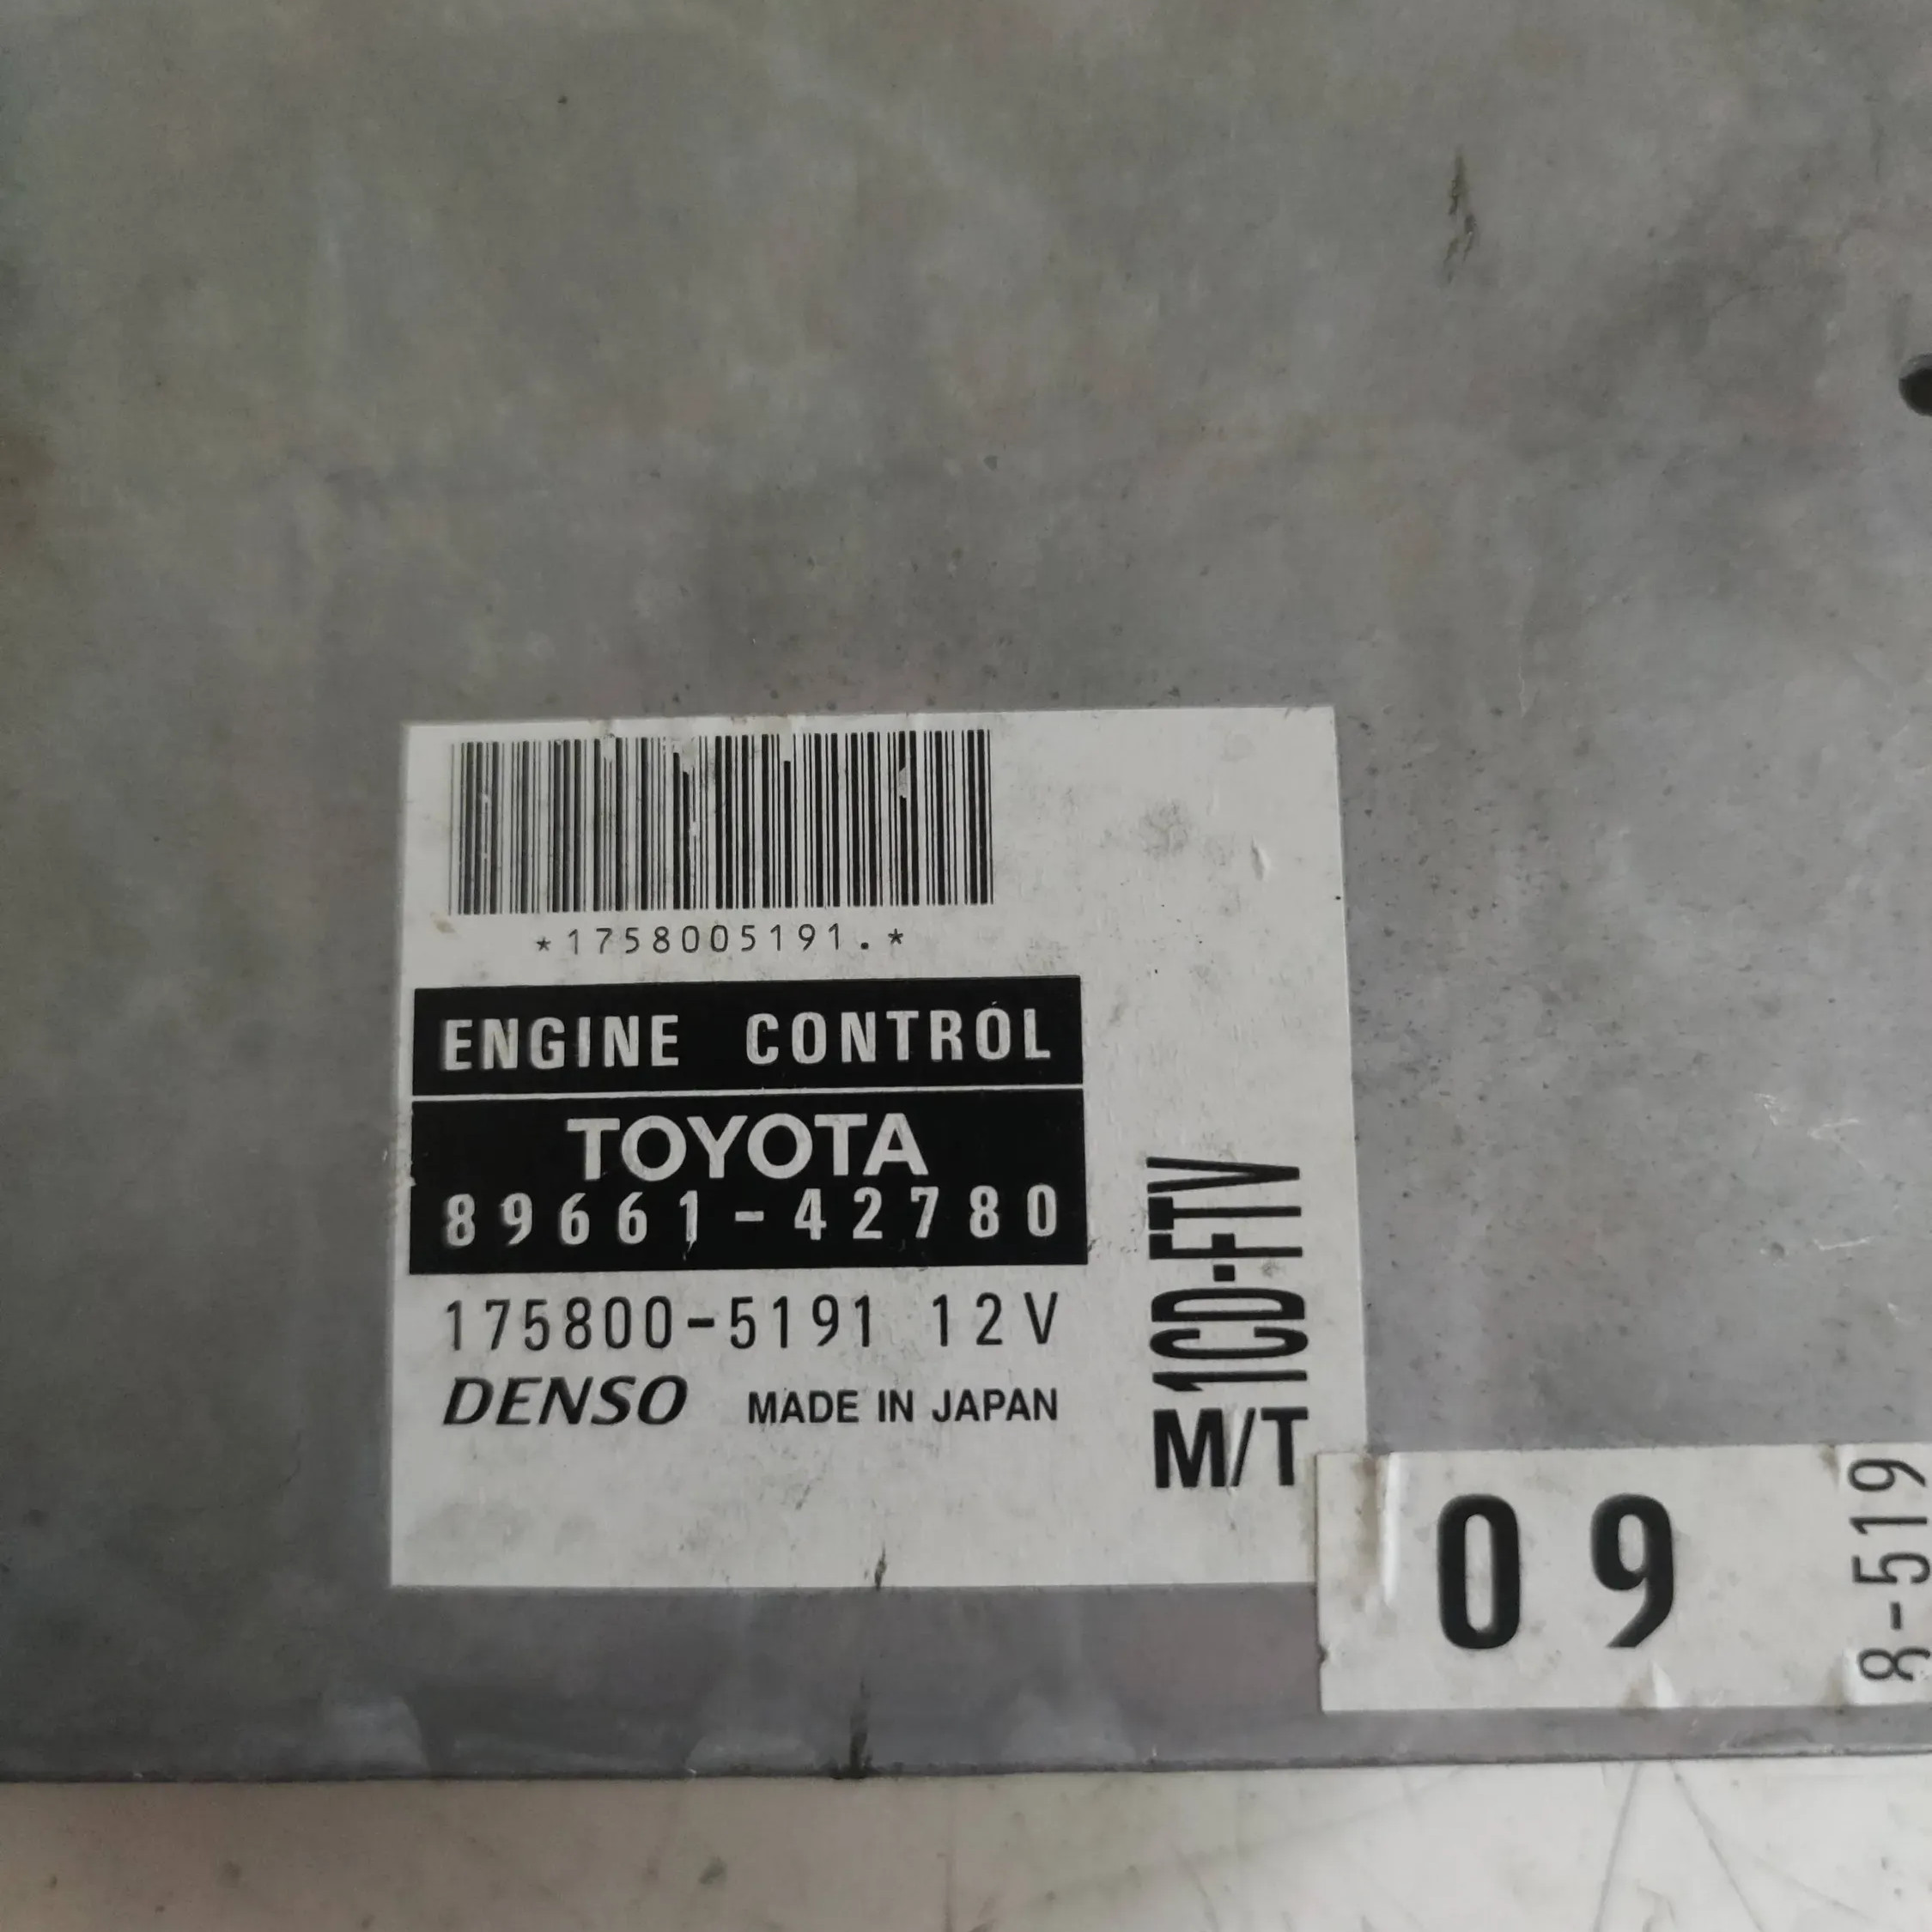 *1758005191.*
ENGINE CONTROL
TOYOTA
89661-42780
175800-5191 12V
DENSO MADE IN JAPAN
1CD-FTV
M/T
09
8-519